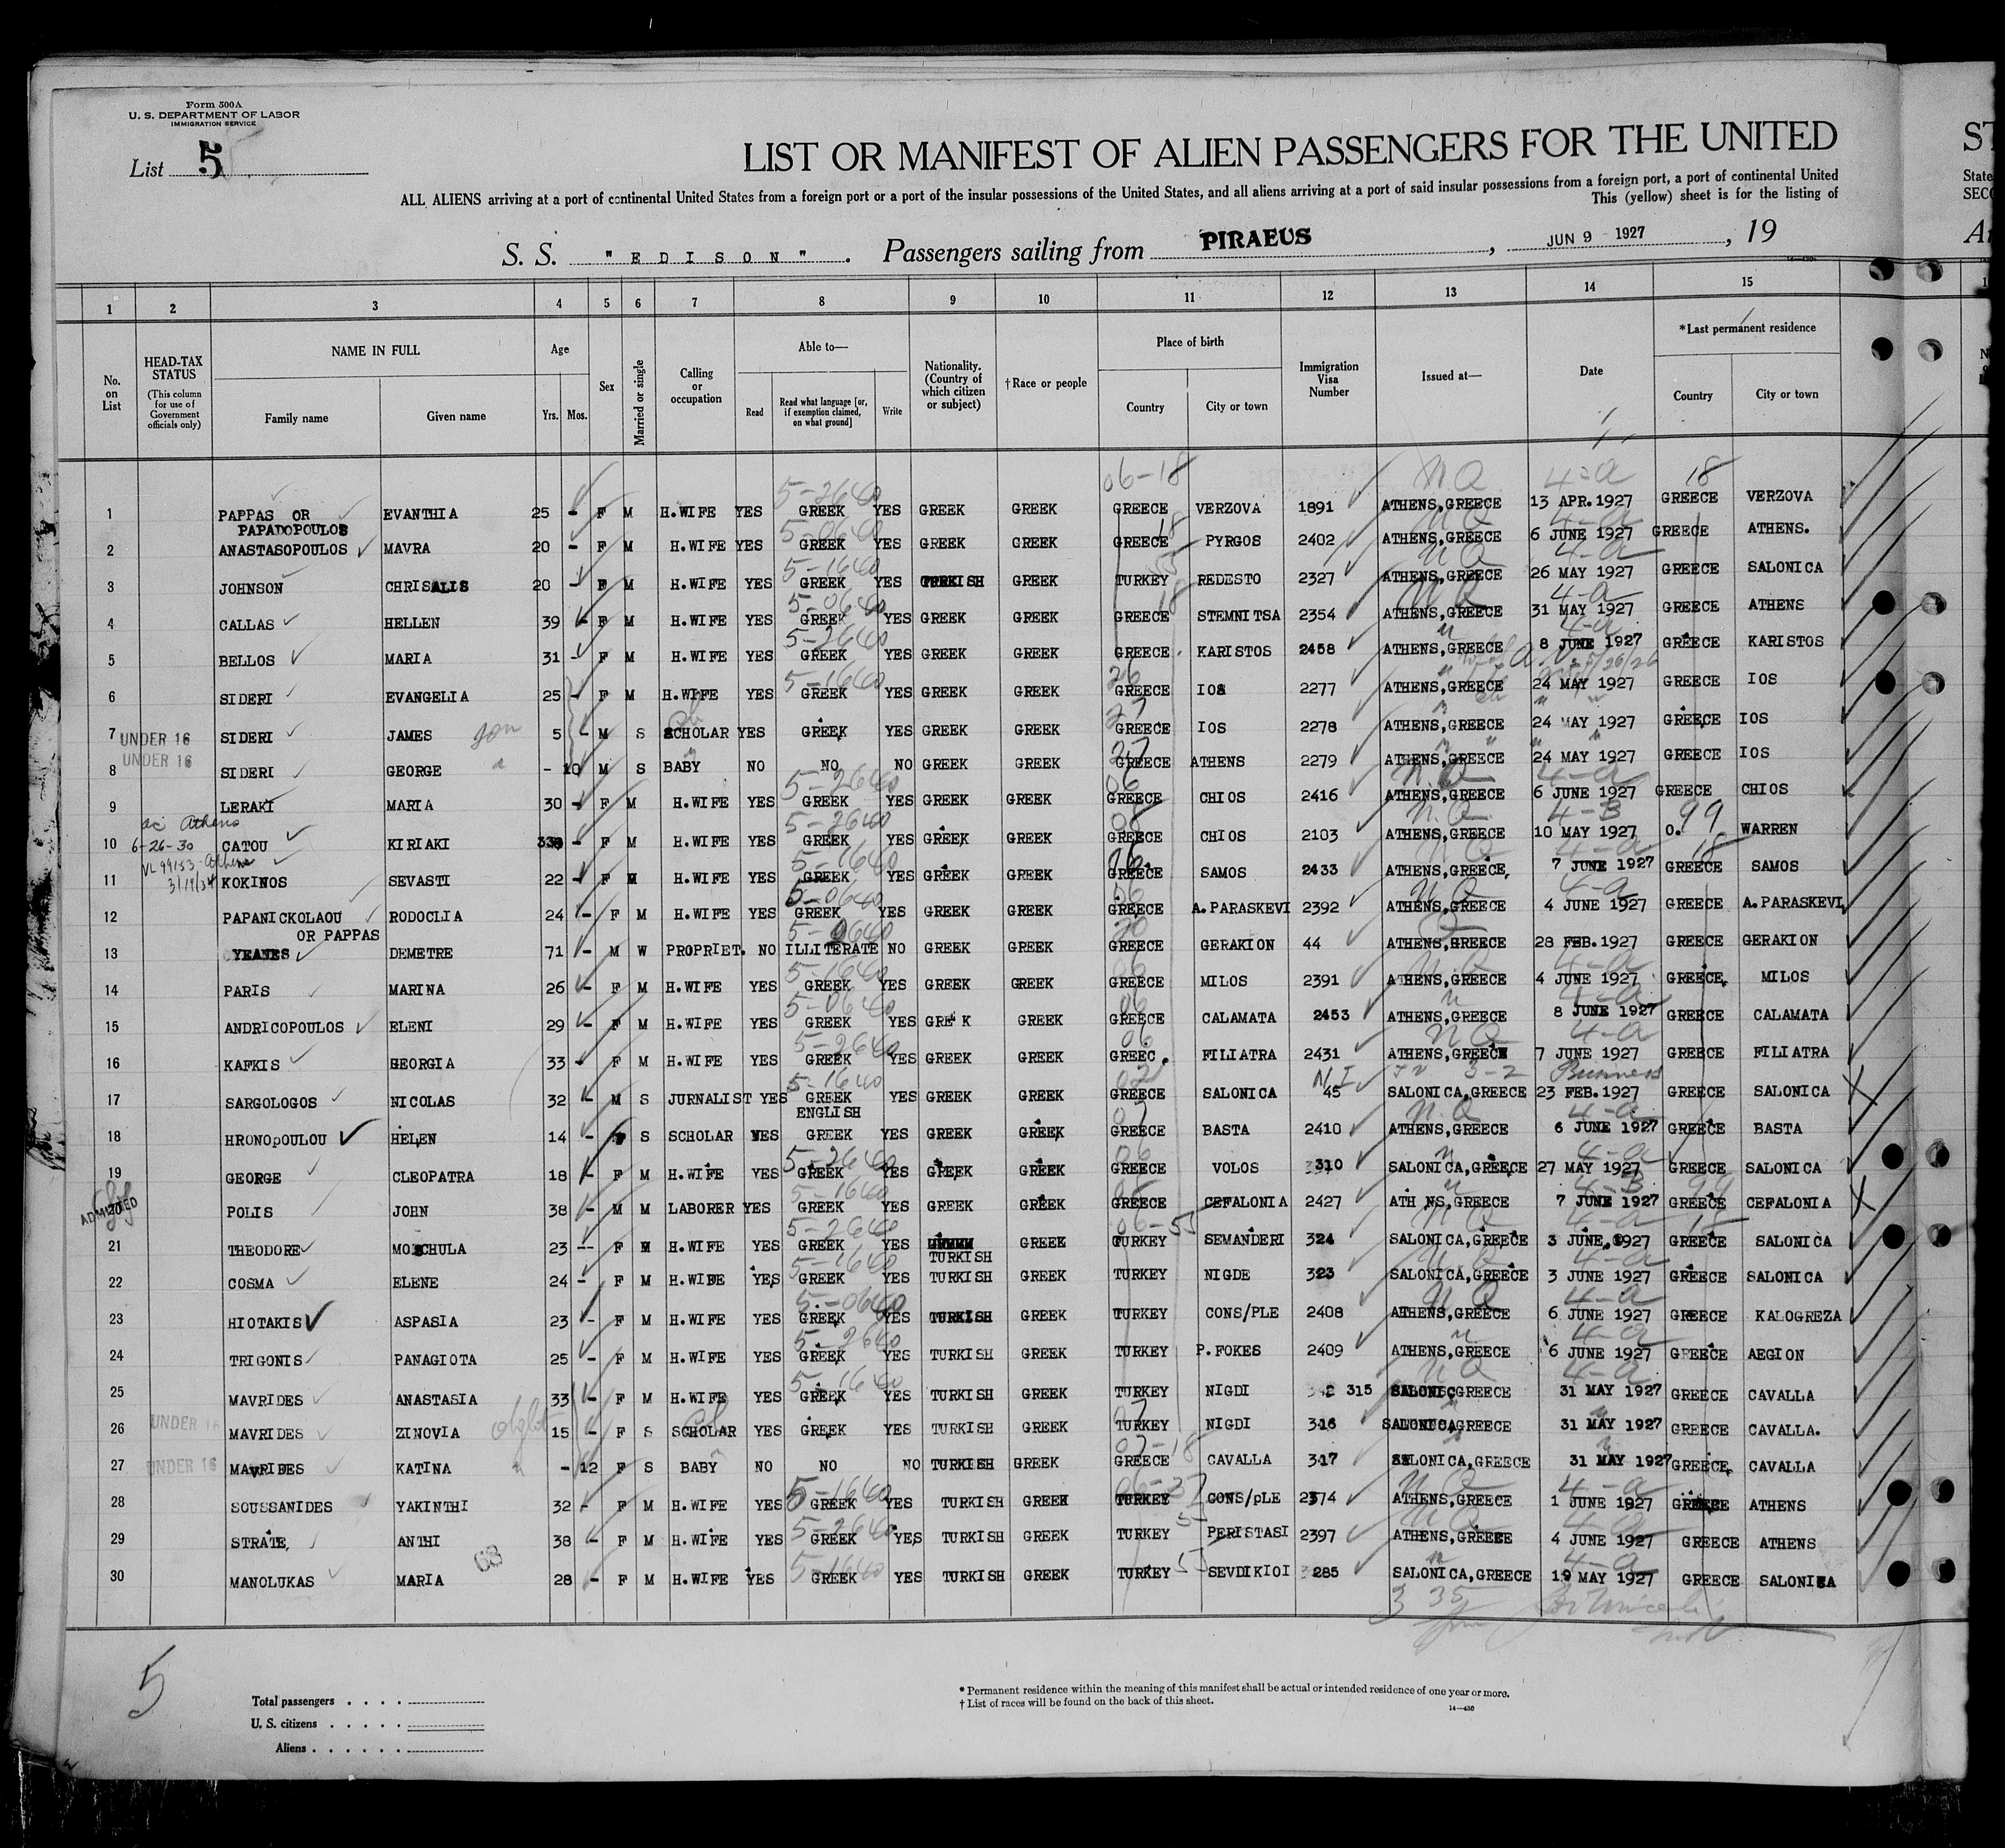 Form 500A
U. S. DEPARTMENT OF LABOR
IMMIGRATION SERVICE
List 5
LIST OR MANIFEST OF ALIEN PASSENGERS FOR THE UNITED
ST
ALL ALIENS arriving at a port of continental United States from a foreign port or a port of the insular possessions of the United States, and all aliens arriving at a port of said insular possessions from a foreign port, a port of continental United
State
This (yellow) sheet is for the listing of
S. S. "EDISON" . Passengers sailing from PIRAEUS , JUN 9 1927 , 19
1 2 3 4 5 6 7 8 9 10 11 12 13 14 15
No. on List
HEAD-TAX STATUS
(This column for use of Government officials only)
NAME IN FULL
Family name Given name
Age
Yrs. Mos.
Sex
Married or single
Calling or occupation
Able to—
Read Read what language [or, if exemption claimed, on what ground] Write
Nationality. (Country of which citizen or subject)
†Race or people
Place of birth
Country City or town
Immigration Visa Number
Issued at—
Date
*Last permanent residence
Country City or town
1 PAPPAS OR PAPADOPOULOS EVANTHIA 25 - F M H.WIFE YES GREEK YES GREEK GREEK GREECE VERZOVA 1891 ATHENS,GREECE 13 APR.1927 GREECE VERZOVA
2 ANASTASOPOULOS MAVRA 20 - F M H.WIFE YES GREEK YES GREEK GREEK GREECE PYRGOS 2402 ATHENS,GREECE 6 JUNE 1927 GREECE ATHENS.
3 JOHNSON CHRISALIS 20 - F M H.WIFE YES GREEK YES TURKISH GREEK TURKEY REDESTO 2327 ATHENS,GREECE 26 MAY 1927 GREECE SALONICA
4 CALLAS HELLEN 39 - F M H.WIFE YES GREEK YES GREEK GREEK GREECE STEMNITSA 2354 ATHENS,GREECE 31 MAY 1927 GREECE ATHENS
5 BELLOS MARIA 31 - F M H.WIFE YES GREEK YES GREEK GREEK GREECE KARISTOS 2458 ATHENS,GREECE 8 JUNE 1927 GREECE KARISTOS
6 SIDERI EVANGELIA 25 - F M H.WIFE YES GREEK YES GREEK GREEK GREECE IOS 2277 ATHENS,GREECE 24 MAY 1927 GREECE IOS
7 UNDER 16 SIDERI JAMES 5 - M S SCHOLAR YES GREEK YES GREEK GREEK GREECE IOS 2278 ATHENS,GREECE 24 MAY 1927 GREECE IOS
8 UNDER 16 SIDERI GEORGE - 10 M S BABY NO NO NO GREEK GREEK GREECE ATHENS 2279 ATHENS,GREECE 24 MAY 1927 GREECE IOS
9 LERAKI MARIA 30 - F M H.WIFE YES GREEK YES GREEK GREEK GREECE CHIOS 2416 ATHENS,GREECE 6 JUNE 1927 GREECE CHIOS
Athens
10 6-26-30 CATOU KIRIAKI - F M H.WIFE YES GREEK YES GREEK GREEK GREECE CHIOS 2103 ATHENS,GREECE 10 MAY 1927 O. WARREN
11 KOKINOS SEVASTI 22 - F M H.WIFE YES GREEK YES GREEK GREEK GREECE SAMOS 2433 ATHENS,GREECE, 7 JUNE 1927 GREECE SAMOS
12 PAPANICKOLAOU OR PAPPAS RODOCLIA 24 - F M H.WIFE YES GREEK YES GREEK GREEK GREECE A.PARASKEVI 2392 ATHENS,GREECE 4 JUNE 1927 GREECE A.PARASKEVI
13 YEANES DEMETRE 71 - M W PROPRIET. NO ILLITERATE NO GREEK GREEK GREECE GERAKION 44 ATHENS,GREECE 28 FEB.1927 GREECE GERAKION
14 PARIS MARINA 26 - F M H.WIFE YES GREEK YES GREEK GREEK GREECE MILOS 2391 ATHENS,GREECE 4 JUNE 1927 GREECE, MILOS
15 ANDRICOPOULOS ELENI 29 - F M H.WIFE YES GREEK YES GRE K GREEK GREECE CALAMATA 2453 ATHENS,GREECE 8 JUNE 1927 GREECE CALAMATA
16 KAFKIS GEORGIA 33 - F M H.WIFE YES GREEK YES GREEK GREEK GREEC. FILIATRA 2431 ATHENS,GREECE 7 JUNE 1927 GREECE FILIATRA
Business
17 SARGOLOGOS NICOLAS 32 - M S JURNALIST YES GREEK ENGLISH YES GREEK GREEK GREECE SALONICA 45 SALONICA,GREECE 23 FEB.1927 GREECE SALONICA
18 HRONOPOULOU HELEN 14 - S SCHOLAR YES GREEK YES GREEK GREEK GREECE BASTA 2410 ATHENS,GREECE 6 JUNE 1927 GREECE BASTA
19 GEORGE CLEOPATRA 18 - F M H.WIFE YES GREEK YES GREEK GREEK GREECE VOLOS 310 SALONICA,GREECE 27 MAY 1927 GREECE SALONICA
20 ADMITTED POLIS JOHN 38 - M M LABORER YES GREEK YES GREEK GREEK GREECE CEFALONIA 2427 ATH NS,GREECE 7 JUNE 1927 GREECE CEFALONIA
21 THEODORE MOSCHULA 23 -- F M H.WIFE YES GREEK YES TURKISH GREEK TURKEY SEMANDERI 324 SALONICA,GREECE 3 JUNE, 1927 GREECE SALONICA
22 COSMA ELENE 24 - F M H.WIFE YES GREEK YES TURKISH GREEK TURKEY NIGDE 323 SALONICA,GREECE 3 JUNE 1927 GREECE SALONICA
23 HIOTAKIS ASPASIA 23 - F M H.WIFE YES GREEK YES TURKISH GREEK TURKEY CONS/PLE 2408 ATHENS,GREECE 6 JUNE 1927 GREECE KALOGREZA
24 TRIGONIS PANAGIOTA 25 - F M H.WIFE YES GREEK YES TURKISH GREEK TURKEY P.FOKES 2409 ATHENS,GREECE 6 JUNE 1927 GREECE AEGION
25 MAVRIDES ANASTASIA 33 - F M H.WIFE YES GREEK YES TURKISH GREEK TURKEY NIGDI 315 SALONIC,GREECE 31 MAY 1927 GREECE CAVALLA
26 UNDER 16 MAVRIDES ZINOVIA 15 - F S SCHOLAR YES GREEK YES TURKISH GREEK TURKEY NIGDI 316 SALONICA,GREECE 31 MAY 1927 GREECE CAVALLA.
27 UNDER 16 MAVRIDES KATINA - 12 F S BABY NO NO NO TURKISH GREEK GREECE CAVALLA 317 SALONICA,GREECE 31 MAY 1927 GREECE, CAVALLA
28 SOUSSANIDES YAKINTHI 32 - F M H.WIFE YES GREEK YES TURKISH GREEK TURKEY CONS/PLE 2374 ATHENS,GREECE 1 JUNE 1927 GREECE ATHENS
29 STRATE, ANTHI 38 - F M H.WIFE YES GREEK YES TURKISH GREEK TURKEY PERISTASI 2397 ATHENS,GREECE 4 JUNE 1927 GREECE ATHENS
30 MANOLUKAS MARIA 28 - F M H.WIFE YES GREEK YES TURKISH GREEK TURKEY SEVDIKIOI 285 SALONICA,GREECE 19 MAY 1927 GREECE SALONICA
5
Total passengers . . . .
U. S. citizens . . . . .
Aliens . . . . . .
* Permanent residence within the meaning of this manifest shall be actual or intended residence of one year or more.
† List of races will be found on the back of this sheet.
14—430